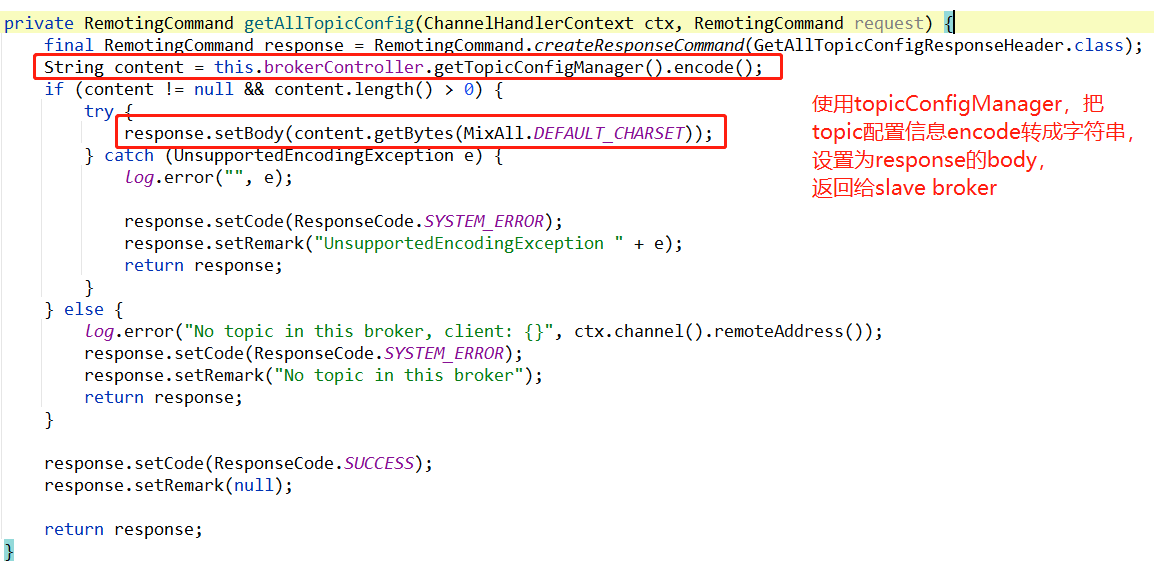 private RemotingCommand getAllTopicConfig(ChannelHandlerContext ctx, RemotingCommand request) {
final RemotingCommand response = RemotingCommand.createResponseCommand(GetAllTopicConfigResponseHeader.class);
String content = this.brokerController.getTopicConfigManager().encode();
if (content != null && content.length() > 0) {
try {
response.setBody(content.getBytes(MixAll.DEFAULT_CHARSET));
} catch (UnsupportedEncodingException e) {
log.error("", e);
response.setCode(ResponseCode.SYSTEM_ERROR);
response.setRemark("UnsupportedEncodingException " + e);
return response;
}
} else {
log.error("No topic in this broker, client: {}", ctx.channel().remoteAddress());
response.setCode(ResponseCode.SYSTEM_ERROR);
response.setRemark("No topic in this broker");
return response;
}
response.setCode(ResponseCode.SUCCESS);
response.setRemark(null);
return response;
}
使用topicConfigManager，把
topic配置信息encode转成字符串，
设置为response的body，
返回给slave broker